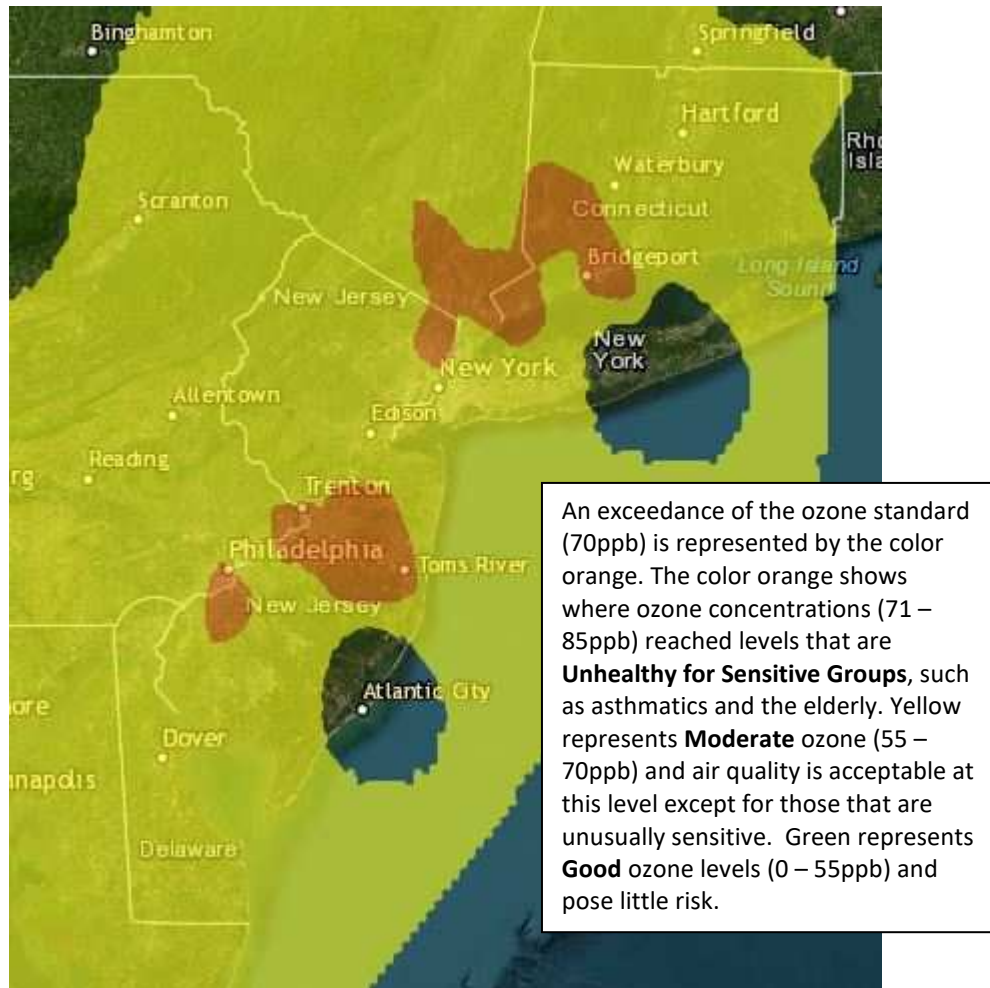 Binghamton
Springfield
Hartford
Rho
Isla
Waterbury
Scranton
Connecticut
Bridgeport
Long Island
Sound
New Jersey
New
York
New York
Allentown
Edison
Reading
rg
Trenton
Philadelphia
Toms River
New Jersey
Atlantic City
ore
Dover
nnapolis
Delaware
An exceedance of the ozone standard
(70ppb) is represented by the color
orange. The color orange shows
where ozone concentrations (71 –
85ppb) reached levels that are
Unhealthy for Sensitive Groups, such
as asthmatics and the elderly. Yellow
represents Moderate ozone (55 –
70ppb) and air quality is acceptable at
this level except for those that are
unusually sensitive. Green represents
Good ozone levels (0 – 55ppb) and
pose little risk.